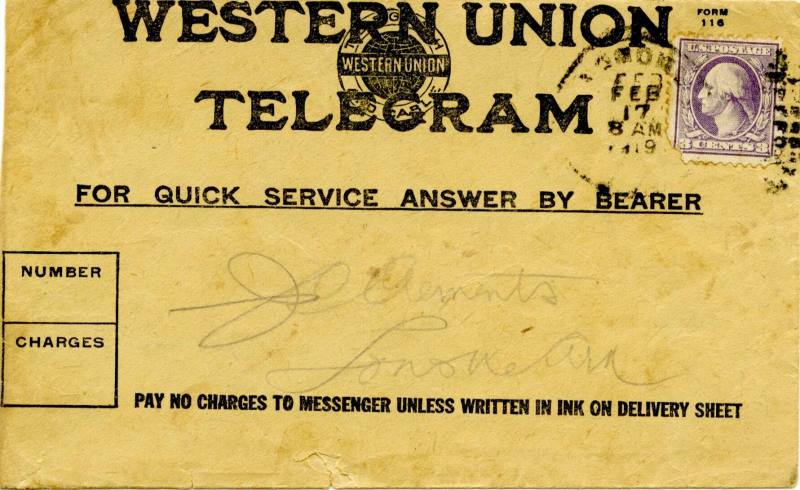 WESTERN UNION
FORM
116
WESTERN UNION
TELEGRAM
U.S. POSTAGE
3 CENTS 3
FEB
17
8 AM
1919
FOR QUICK SERVICE ANSWER BY BEARER
NUMBER
CHARGES
J Clements
Lonoke Ark
PAY NO CHARGES TO MESSENGER UNLESS WRITTEN IN INK ON DELIVERY SHEET